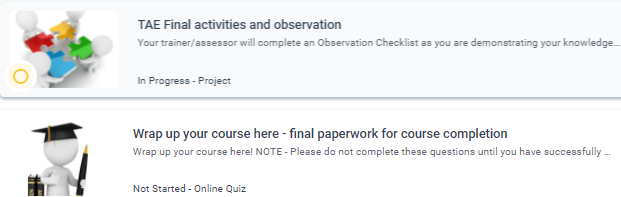 TAE Final activities and observation
Your trainer/assessor will complete an Observation Checklist as you are demonstrating your knowledge...
In Progress - Project
Wrap up your course here - final paperwork for course completion
Wrap up your course here! NOTE - Please do not complete these questions until you have successfully ...
Not Started - Online Quiz